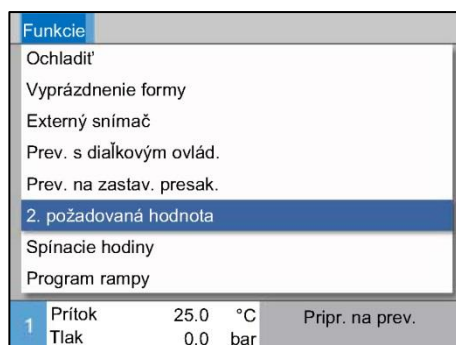 Funkcie
Ochladiť
Vyprázdnenie formy
Externý snímač
Prev. s diaľkovým ovlád.
Prev. na zastav. presak.
2. požadovaná hodnota
Spínacie hodiny
Program rampy
1 Prítok 25.0 °C Pripr. na prev.
Tlak 0.0 bar